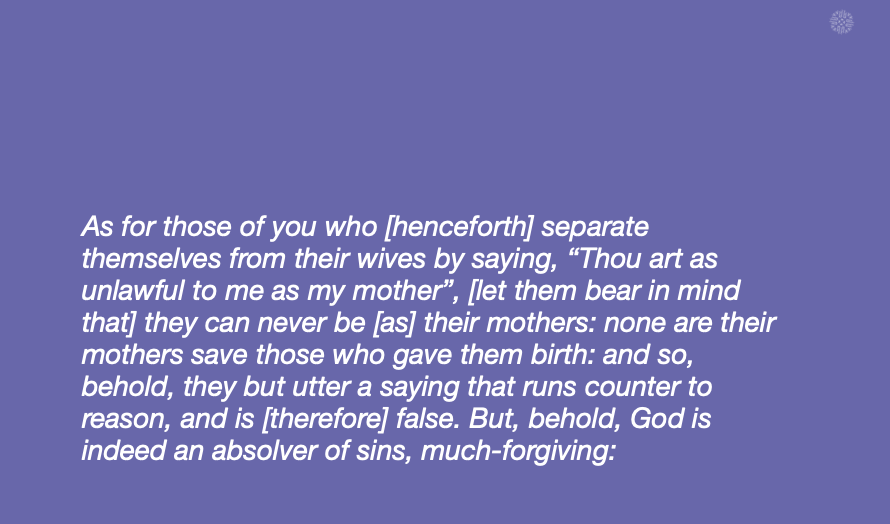 As for those of you who [henceforth] separate
themselves from their wives by saying, “Thou art as
unlawful to me as my mother”, [let them bear in mind
that] they can never be [as] their mothers: none are their
mothers save those who gave them birth: and so,
behold, they but utter a saying that runs counter to
reason, and is [therefore] false. But, behold, God is
indeed an absolver of sins, much-forgiving: